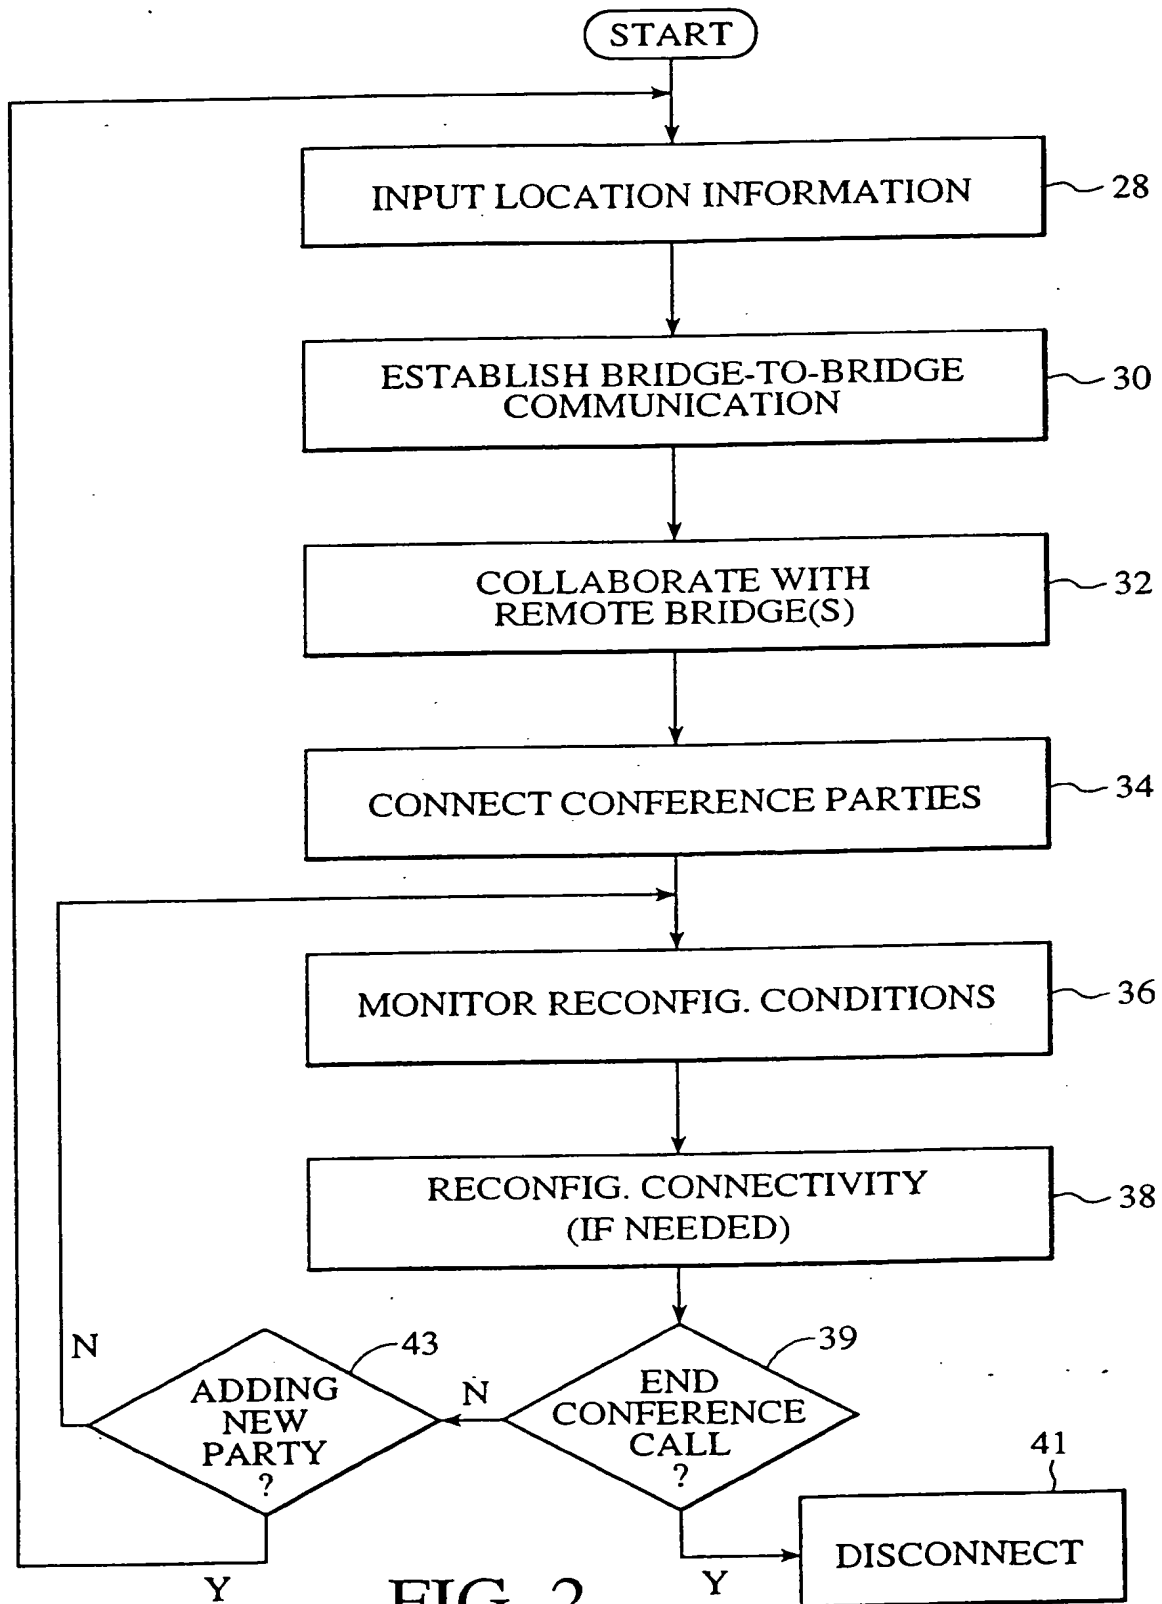 START
INPUT LOCATION INFORMATION
28
ESTABLISH BRIDGE-TO-BRIDGE
COMMUNICATION
30
COLLABORATE WITH
REMOTE BRIDGE(S)
32
CONNECT CONFERENCE PARTIES
34
MONITOR RECONFIG. CONDITIONS
36
RECONFIG. CONNECTIVITY
(IF NEEDED)
38
N
43
ADDING
NEW
PARTY
?
N
39
END
CONFERENCE
CALL
?
41
DISCONNECT
Y
Y
FIG. 2